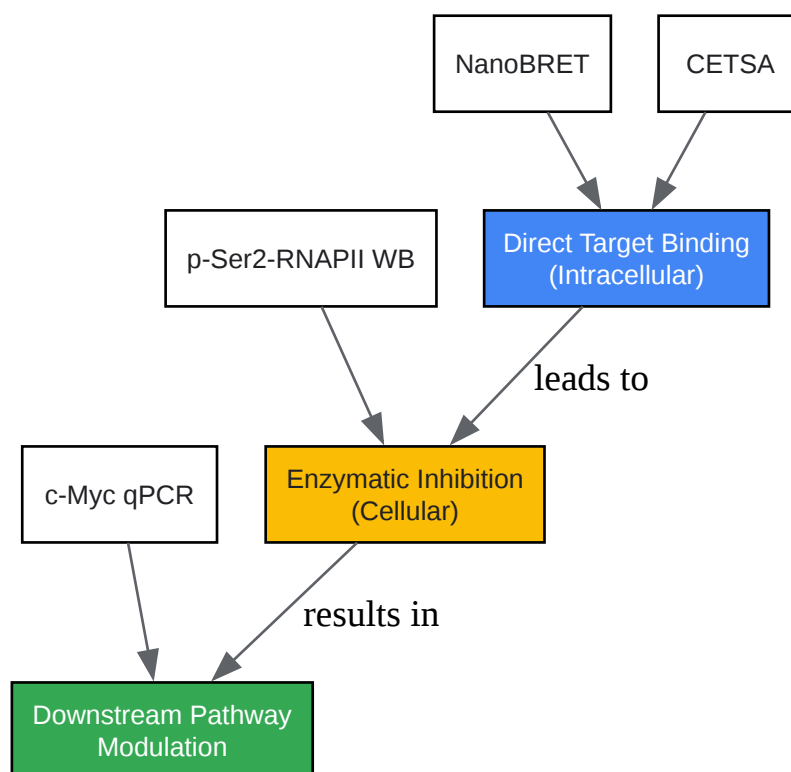 NanoBRET
CETSA
p-Ser2-RNAPII WB
Direct Target Binding
(Intracellular)
leads to
c-Myc qPCR
Enzymatic Inhibition
(Cellular)
results in
Downstream Pathway
Modulation